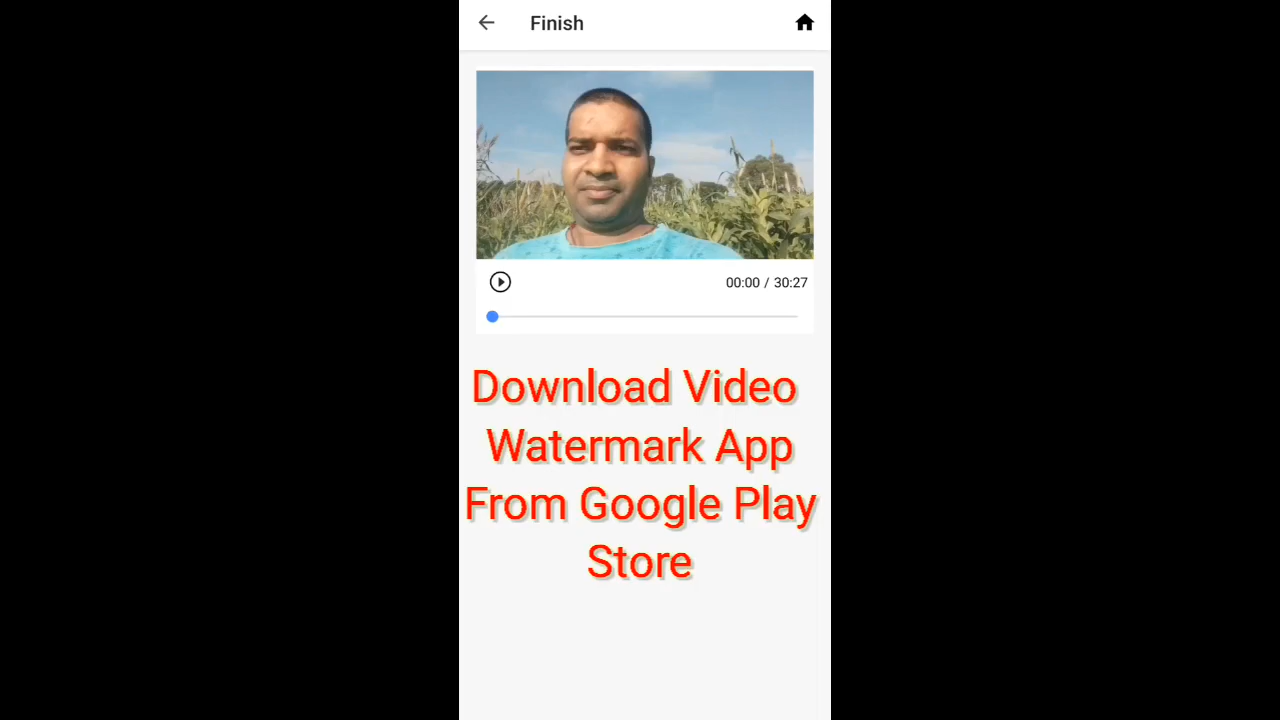 Finish
00:00 / 30:27
Download Video
Watermark App
From Google Play
Store